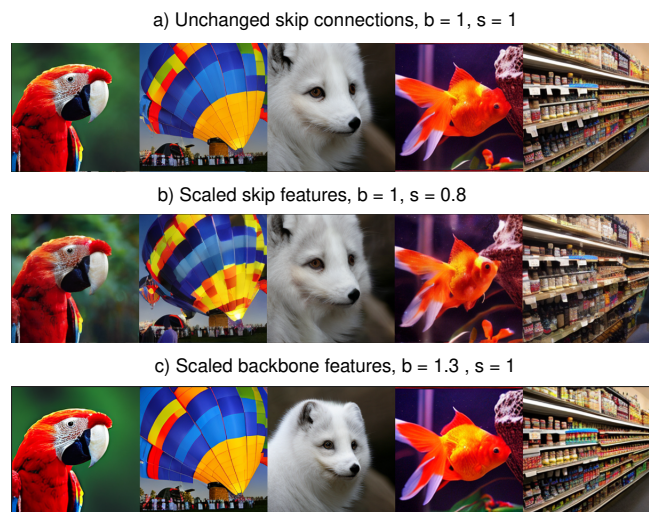 a) Unchanged skip connections, b = 1, s = 1
b) Scaled skip features, b = 1, s = 0.8
c) Scaled backbone features, b = 1.3 , s = 1